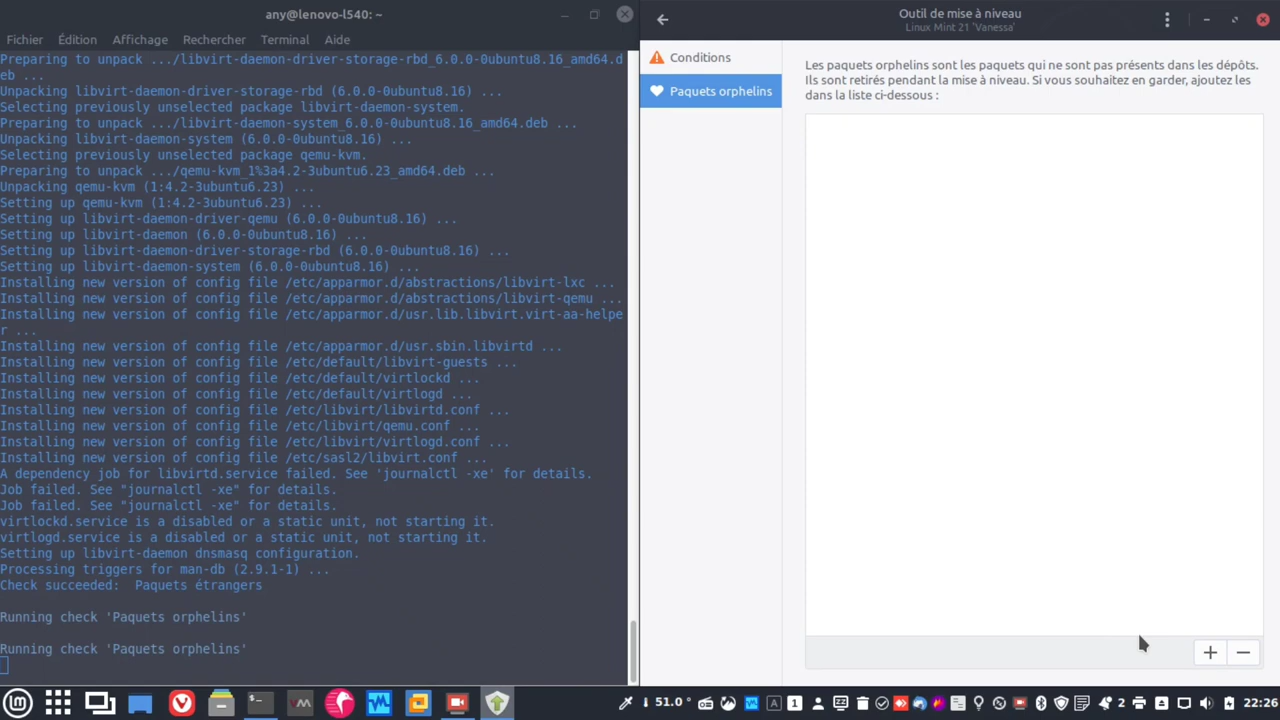 any@lenovo-l540: ~
Fichier Édition Affichage Rechercher Terminal Aide
Preparing to unpack .../libvirt-daemon-driver-storage-rbd_6.0.0-0ubuntu8.16_amd64.d
eb ...
Unpacking libvirt-daemon-driver-storage-rbd (6.0.0-0ubuntu8.16) ...
Selecting previously unselected package libvirt-daemon-system.
Preparing to unpack .../libvirt-daemon-system_6.0.0-0ubuntu8.16_amd64.deb ...
Unpacking libvirt-daemon-system (6.0.0-0ubuntu8.16) ...
Selecting previously unselected package qemu-kvm.
Preparing to unpack .../qemu-kvm_1%3a4.2-3ubuntu6.23_amd64.deb ...
Unpacking qemu-kvm (1:4.2-3ubuntu6.23) ...
Setting up qemu-kvm (1:4.2-3ubuntu6.23) ...
Setting up libvirt-daemon-driver-qemu (6.0.0-0ubuntu8.16) ...
Setting up libvirt-daemon (6.0.0-0ubuntu8.16) ...
Setting up libvirt-daemon-driver-storage-rbd (6.0.0-0ubuntu8.16) ...
Setting up libvirt-daemon-system (6.0.0-0ubuntu8.16) ...
Installing new version of config file /etc/apparmor.d/abstractions/libvirt-lxc ...
Installing new version of config file /etc/apparmor.d/abstractions/libvirt-qemu ...
Installing new version of config file /etc/apparmor.d/usr.lib.libvirt.virt-aa-helpe
r ...
Installing new version of config file /etc/apparmor.d/usr.sbin.libvirtd ...
Installing new version of config file /etc/default/libvirt-guests ...
Installing new version of config file /etc/default/virtlockd ...
Installing new version of config file /etc/default/virtlogd ...
Installing new version of config file /etc/libvirt/libvirtd.conf ...
Installing new version of config file /etc/libvirt/qemu.conf ...
Installing new version of config file /etc/libvirt/virtlogd.conf ...
Installing new version of config file /etc/sasl2/libvirt.conf ...
A dependency job for libvirtd.service failed. See 'journalctl -xe' for details.
Job failed. See "journalctl -xe" for details.
Job failed. See "journalctl -xe" for details.
virtlockd.service is a disabled or a static unit, not starting it.
virtlogd.service is a disabled or a static unit, not starting it.
Setting up libvirt-daemon dnsmasq configuration.
Processing triggers for man-db (2.9.1-1) ...
Check succeeded:  Paquets étrangers
Running check 'Paquets orphelins'
Running check 'Paquets orphelins'
Outil de mise à niveau
Linux Mint 21 'Vanessa'
Conditions
Paquets orphelins
Les paquets orphelins sont les paquets qui ne sont pas présents dans les dépôts.
Ils sont retirés pendant la mise à niveau. Si vous souhaitez en garder, ajoutez les
dans la liste ci-dessous :
51.0° A 1 2 22:26